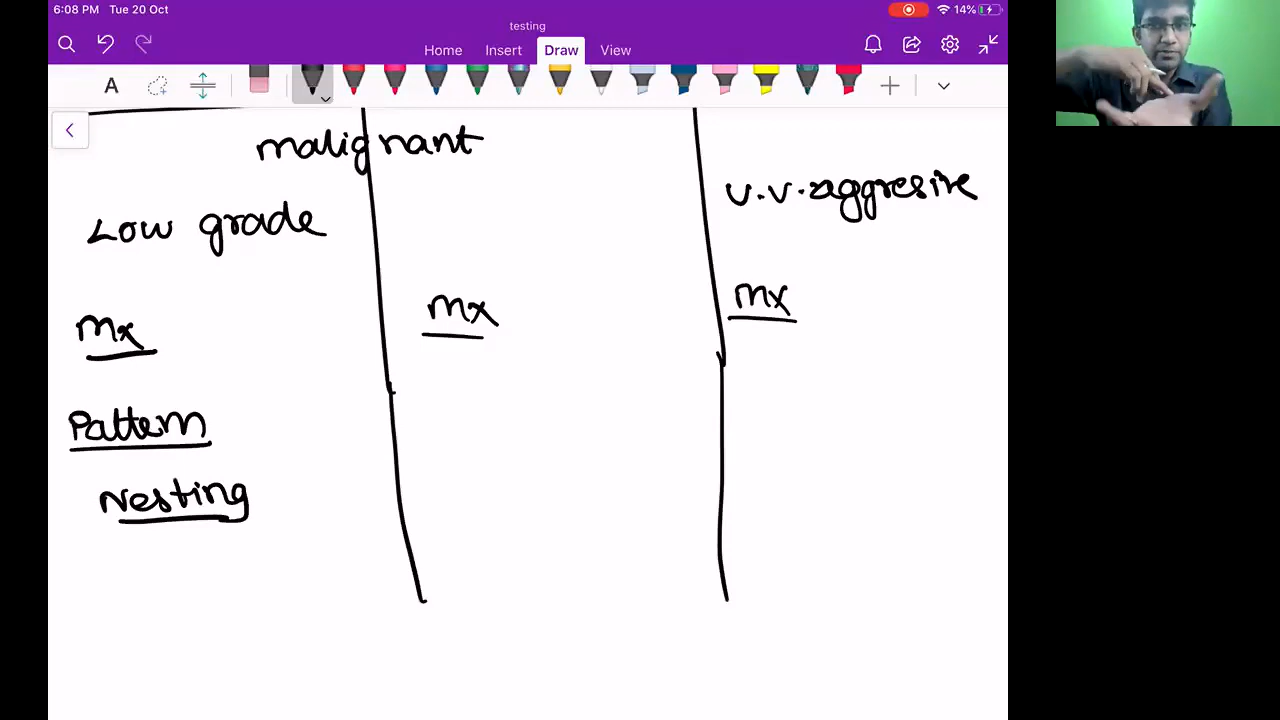 6:08 PM Tue 20 Oct
14%
testing
Home Insert Draw View
A
malignant
v.v.aggresive
Low grade
mx
mx
mx
Pattern
Nesting